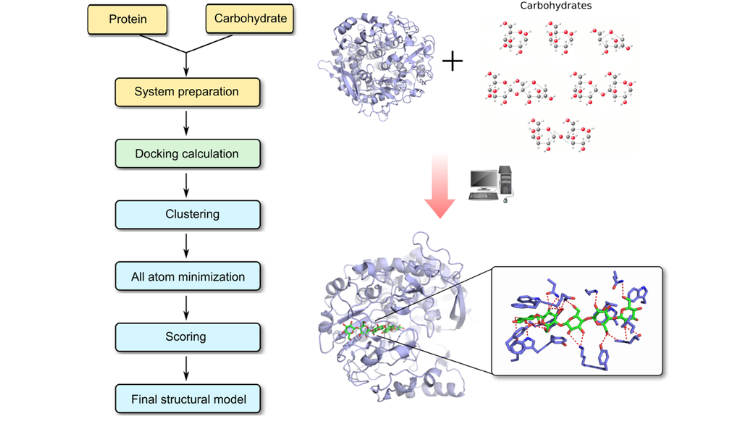 Protein
Carbohydrate
System preparation
Docking calculation
Clustering
All atom minimization
Scoring
Final structural model
Carbohydrates
+